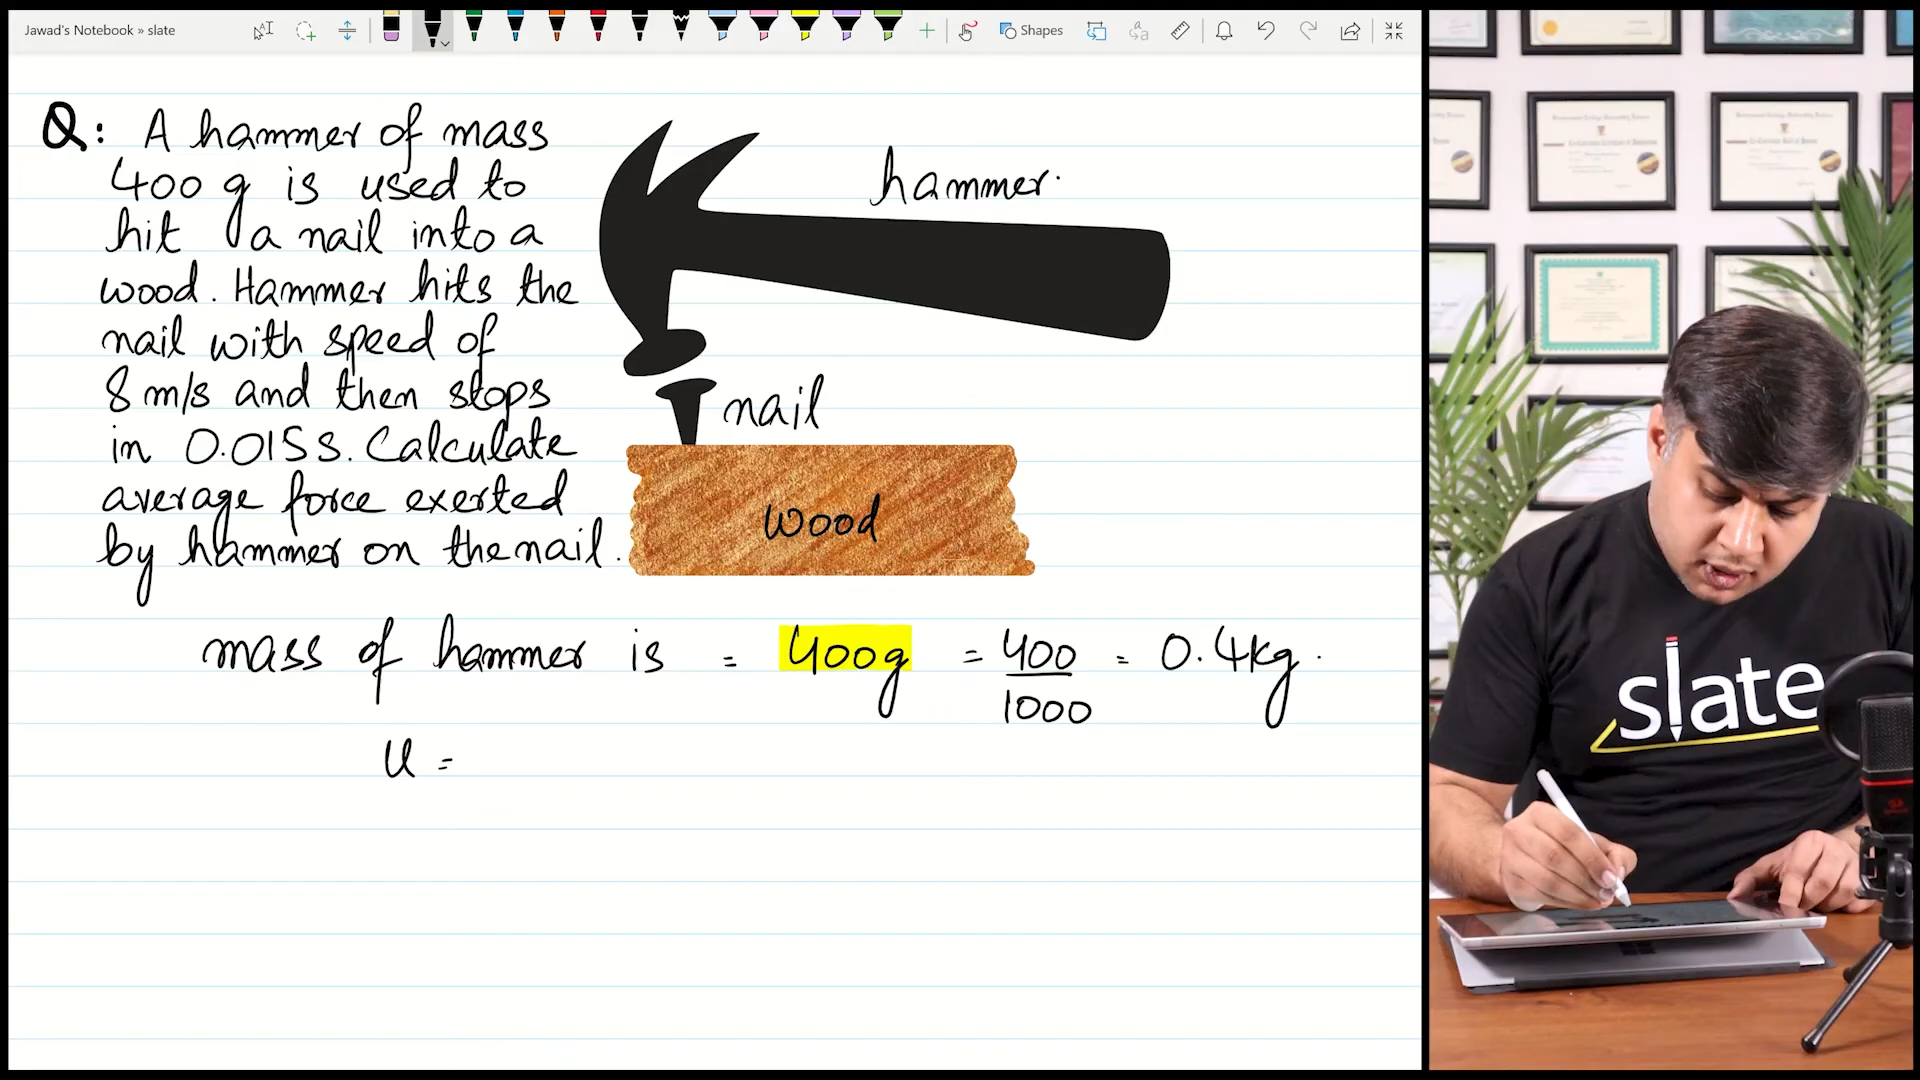 Jawad's Notebook » slate
Shapes
Q: A hammer of mass
400 g is used to
hit a nail into a
wood. Hammer hits the
nail with speed of
8 m/s and then stops
in 0.015s. Calculate
average force exerted
by hammer on the nail.
hammer.
nail
wood
mass of hammer is = 400g = 400/1000 = 0.4kg.
u =
slate